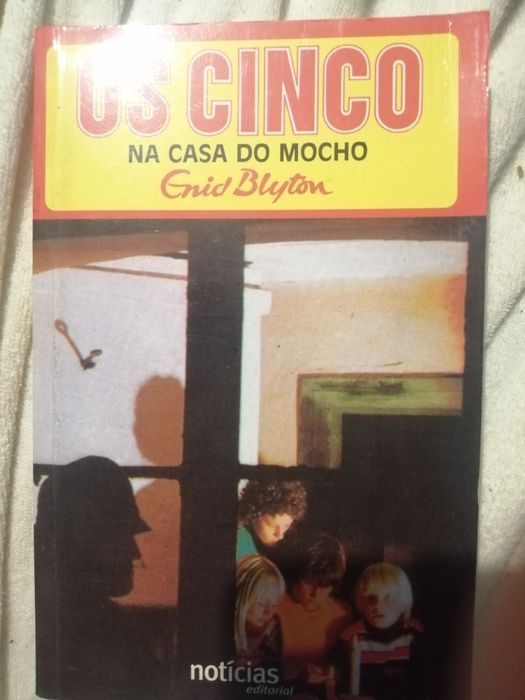 OS CINCO
NA CASA DO MOCHO
Enid Blyton
notícias
editorial